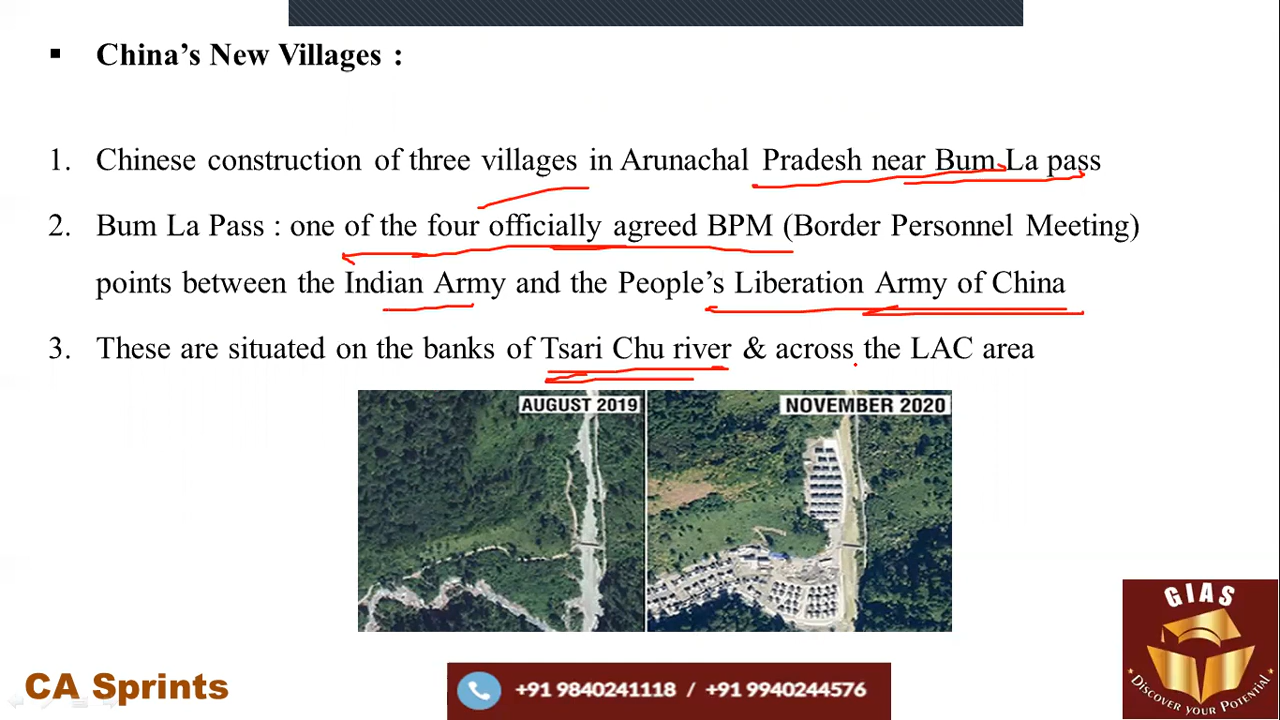 ▪ China’s New Villages :
1. Chinese construction of three villages in Arunachal Pradesh near Bum La pass
2. Bum La Pass : one of the four officially agreed BPM (Border Personnel Meeting)
points between the Indian Army and the People’s Liberation Army of China
3. These are situated on the banks of Tsari Chu river & across the LAC area
AUGUST 2019
NOVEMBER 2020
GIAS
DISCOVER YOUR POTENTIAL
CA Sprints
+91 9840241118 / +91 9940244576